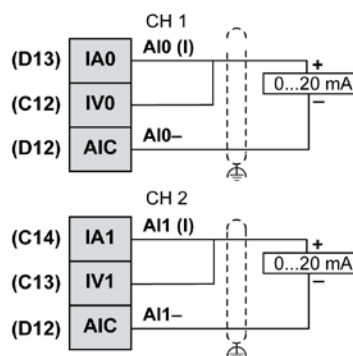 CH 1
(D13) IA0 AI0 (I) +
0...20 mA
(C12) IV0 –
(D12) AIC AI0–
CH 2
(C14) IA1 AI1 (I) +
0...20 mA
(C13) IV1 –
(D12) AIC AI1–